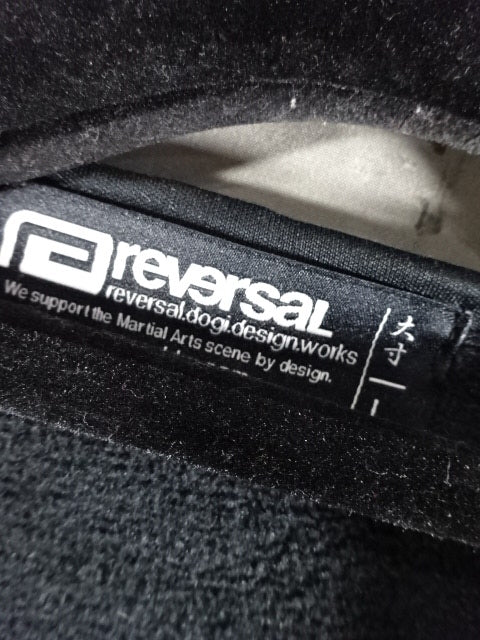 reversal
reversal.dogi.design.works
We support the Martial Arts scene by design.
大
寸